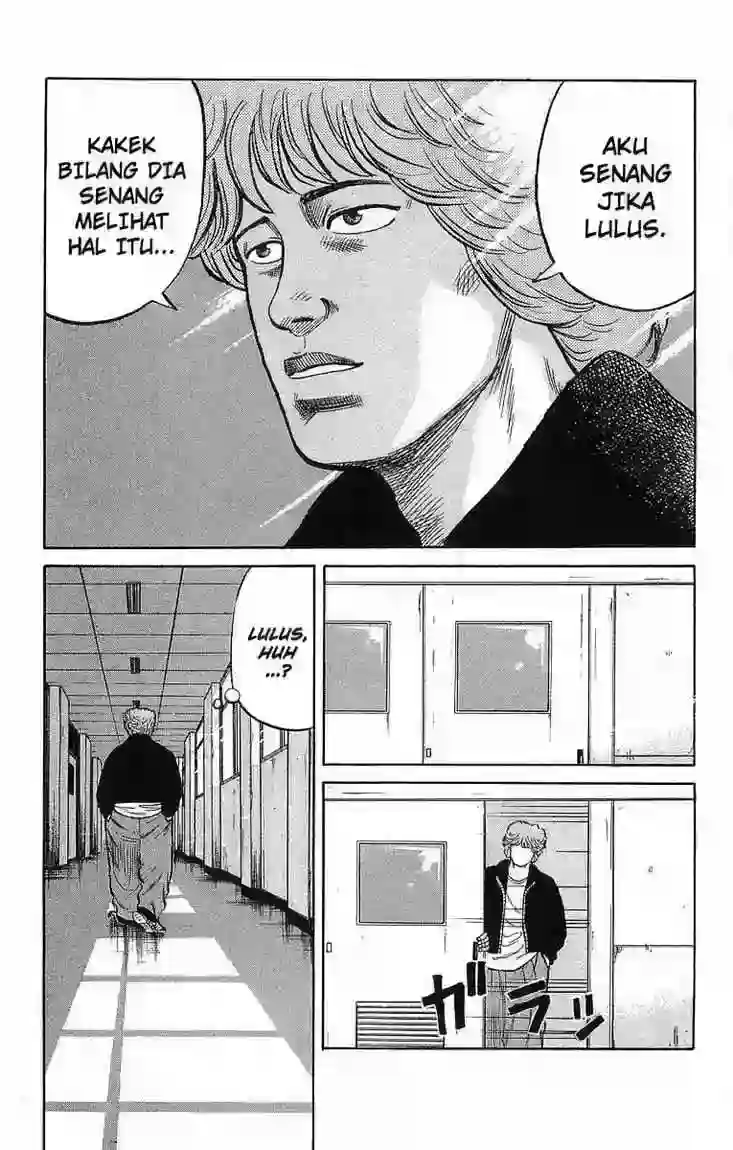 AKU
SENANG
JIKA
LULUS.
KAKEK
BILANG DIA
SENANG
MELIHAT
HAL ITU...
ガラッ
LULUS,
HUH
...?